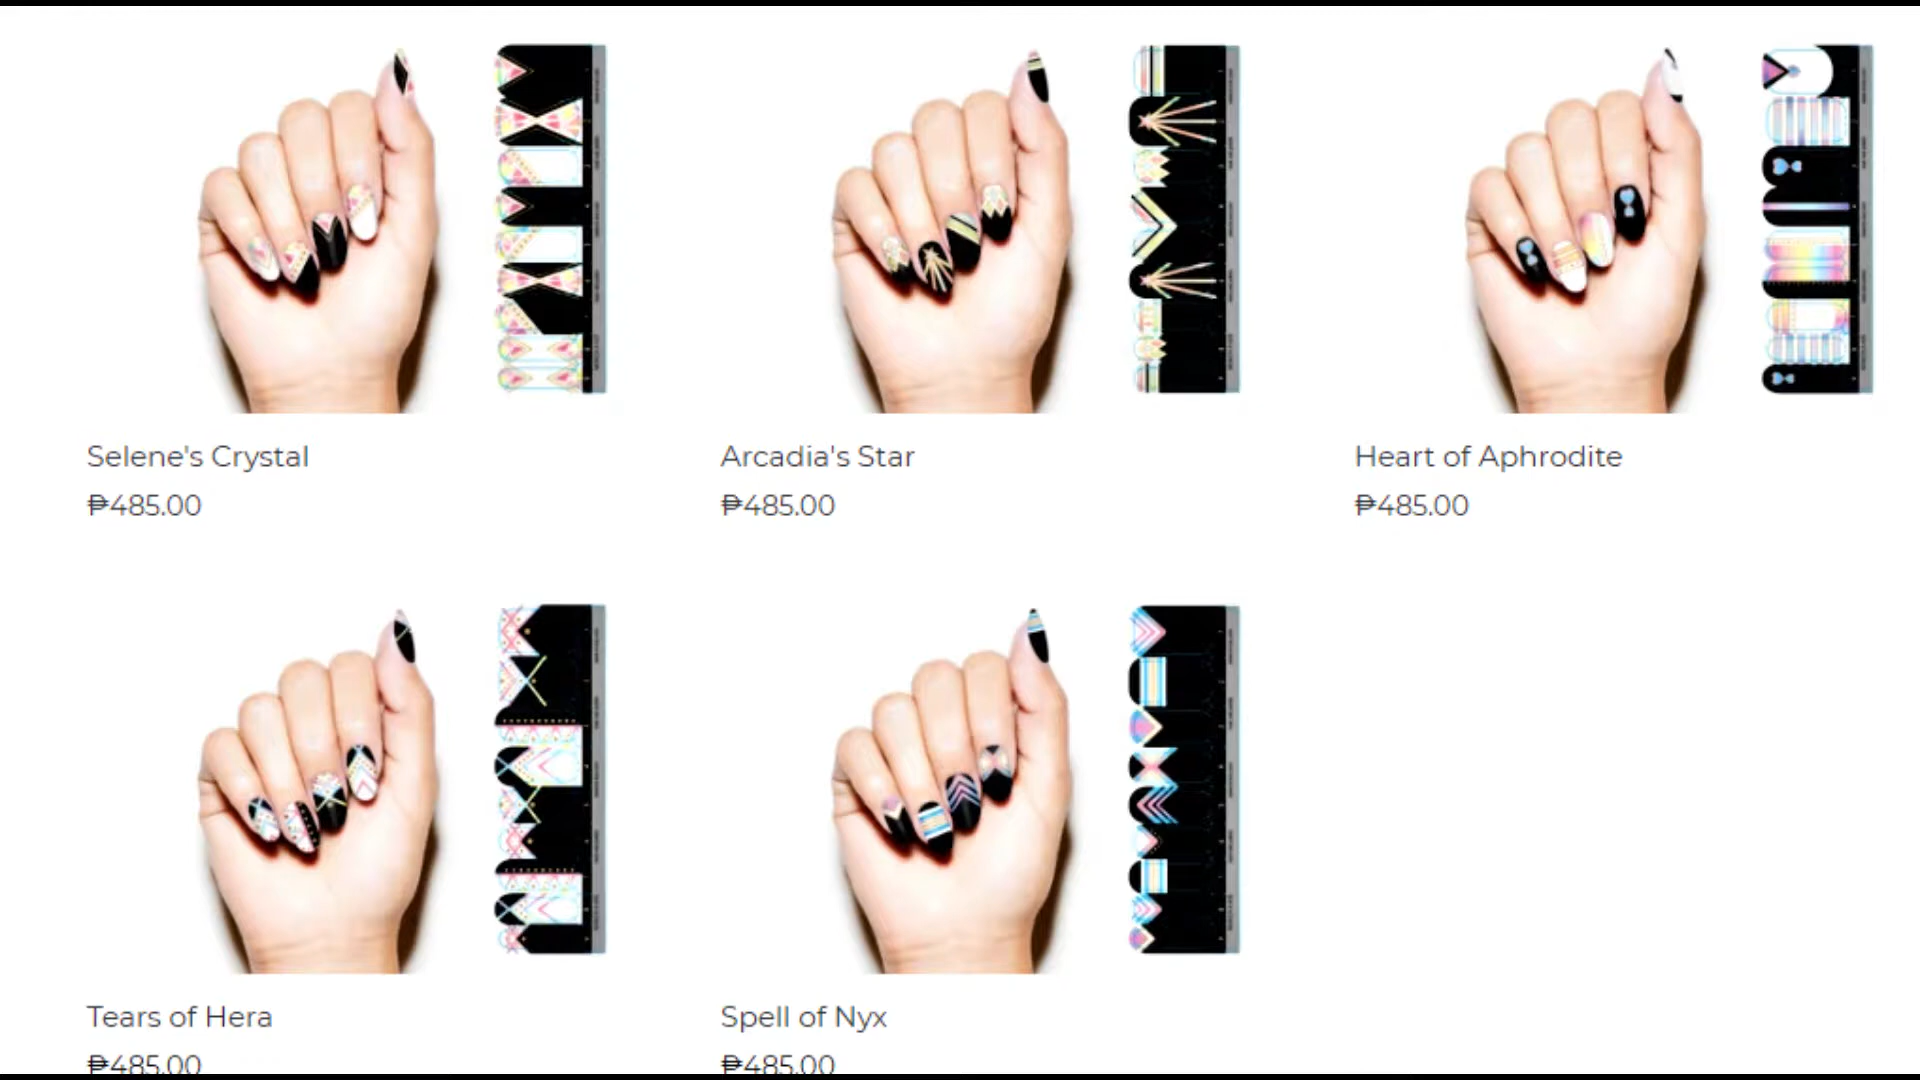 Selene's Crystal
₱485.00
Arcadia's Star
₱485.00
Heart of Aphrodite
₱485.00
Tears of Hera
₱485.00
Spell of Nyx
₱485.00